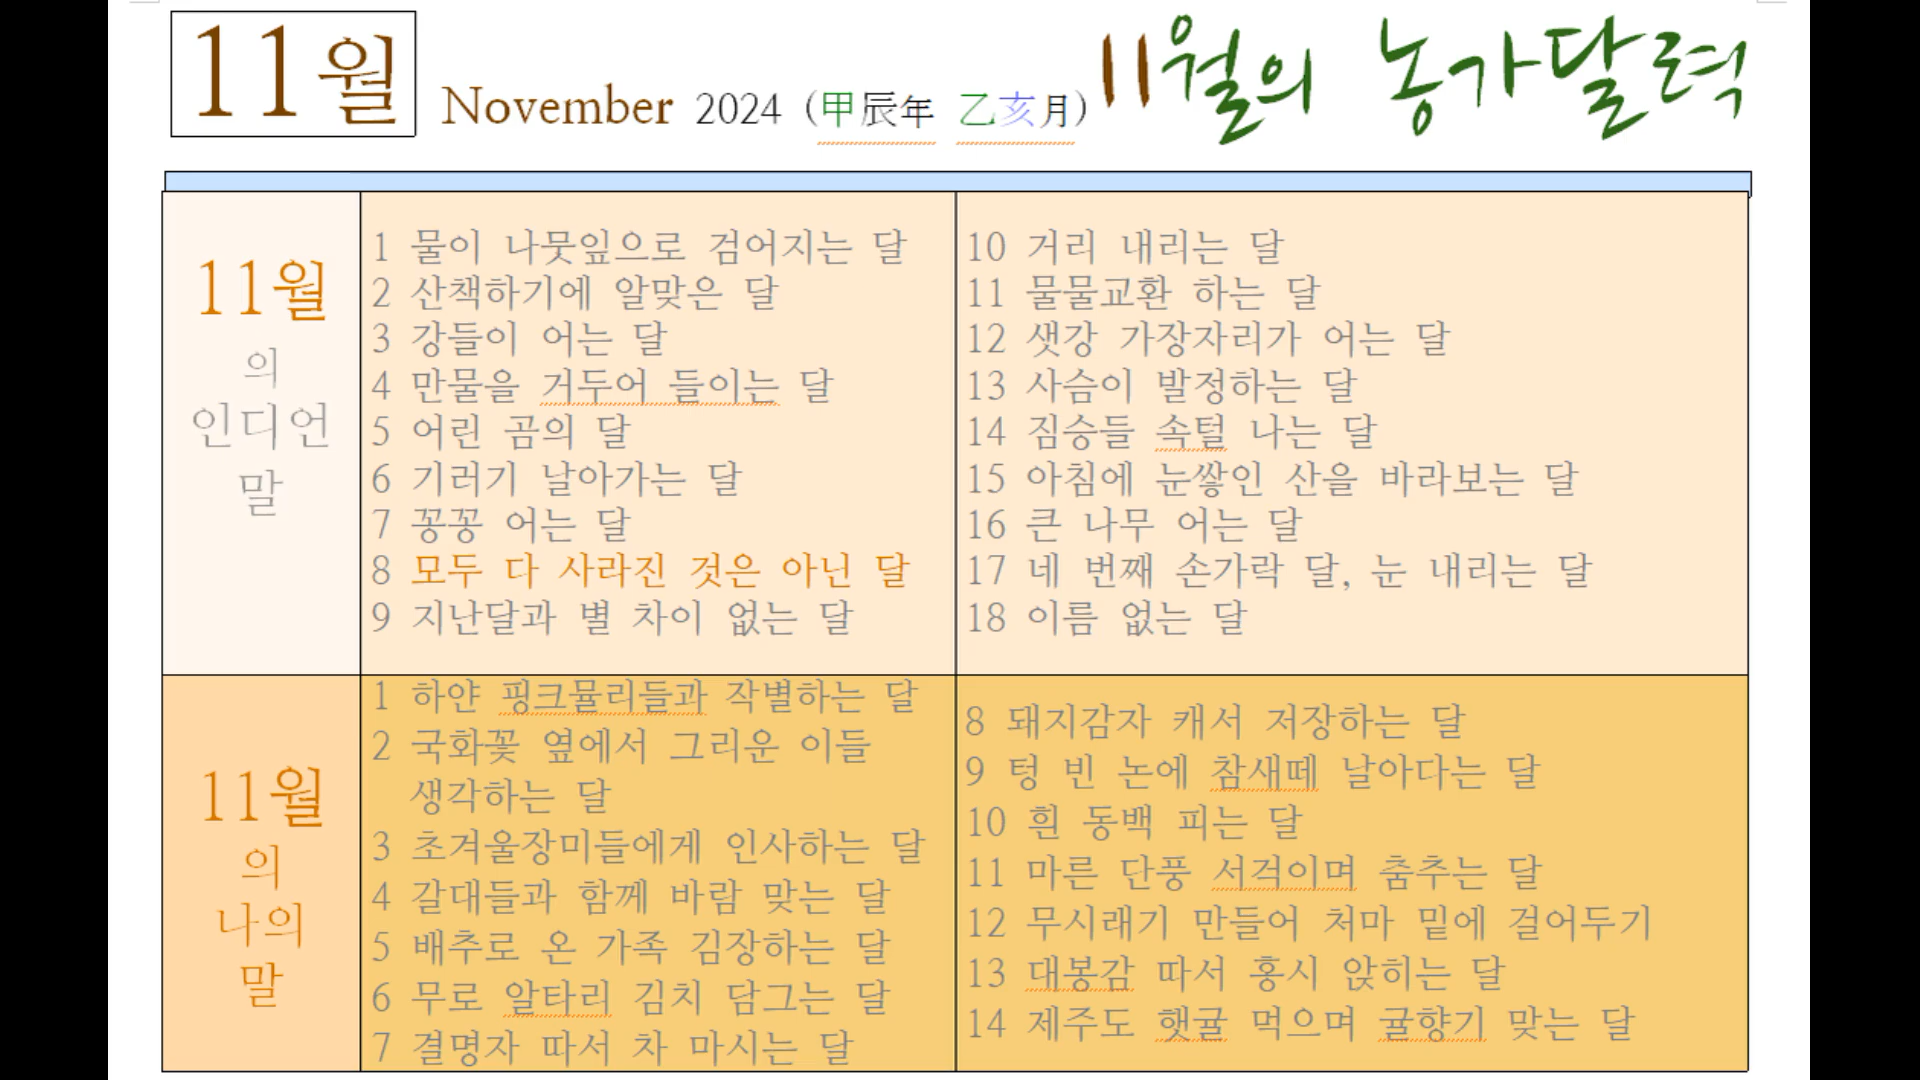 11월 November 2024 (甲辰年 乙亥月) 11월의 농가달력
11월
의
인디언
말
1 물이 나뭇잎으로 검어지는 달
2 산책하기에 알맞은 달
3 강들이 어는 달
4 만물을 거두어 들이는 달
5 어린 곰의 달
6 기러기 날아가는 달
7 꽁꽁 어는 달
8 모두 다 사라진 것은 아닌 달
9 지난달과 별 차이 없는 달
10 거리 내리는 달
11 물물교환 하는 달
12 샛강 가장자리가 어는 달
13 사슴이 발정하는 달
14 짐승들 속털 나는 달
15 아침에 눈쌓인 산을 바라보는 달
16 큰 나무 어는 달
17 네 번째 손가락 달, 눈 내리는 달
18 이름 없는 달
11월
의
나의
말
1 하얀 핑크뮬리들과 작별하는 달
2 국화꽃 옆에서 그리운 이들
생각하는 달
3 초겨울장미들에게 인사하는 달
4 갈대들과 함께 바람 맞는 달
5 배추로 온 가족 김장하는 달
6 무로 알타리 김치 담그는 달
7 결명자 따서 차 마시는 달
8 돼지감자 캐서 저장하는 달
9 텅 빈 논에 참새떼 날아다는 달
10 흰 동백 피는 달
11 마른 단풍 서걱이며 춤추는 달
12 무시래기 만들어 처마 밑에 걸어두기
13 대봉감 따서 홍시 앉히는 달
14 제주도 햇귤 먹으며 귤향기 맞는 달